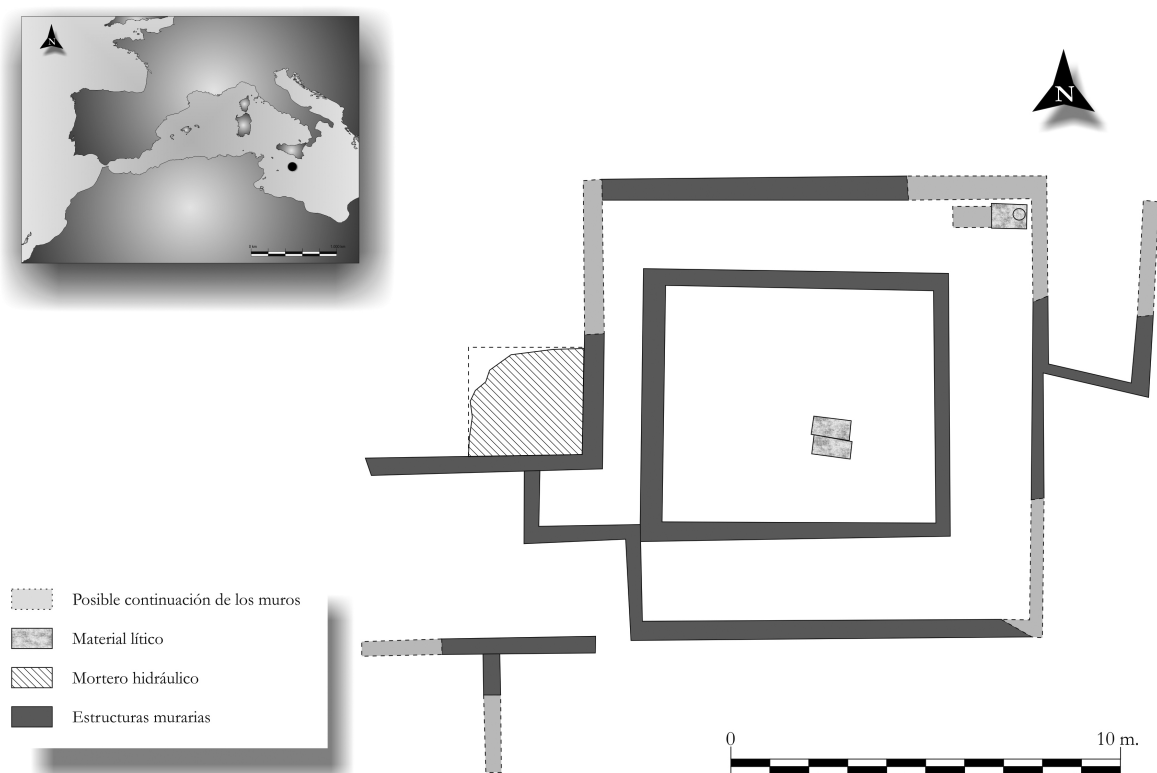 N
N
Posible continuación de los muros
Material lítico
Mortero hidráulico
Estructuras murarias
0 10 m.